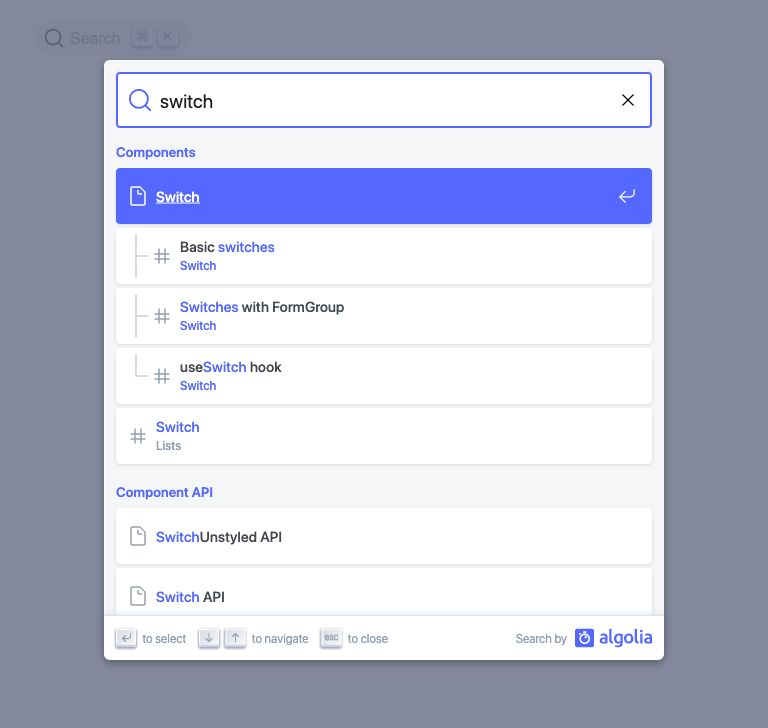 Search ⌘ K
switch
Components
Switch
Basic switches
Switch
Switches with FormGroup
Switch
useSwitch hook
Switch
Switch
Lists
Component API
SwitchUnstyled API
Switch API
to select to navigate esc to close Search by algolia